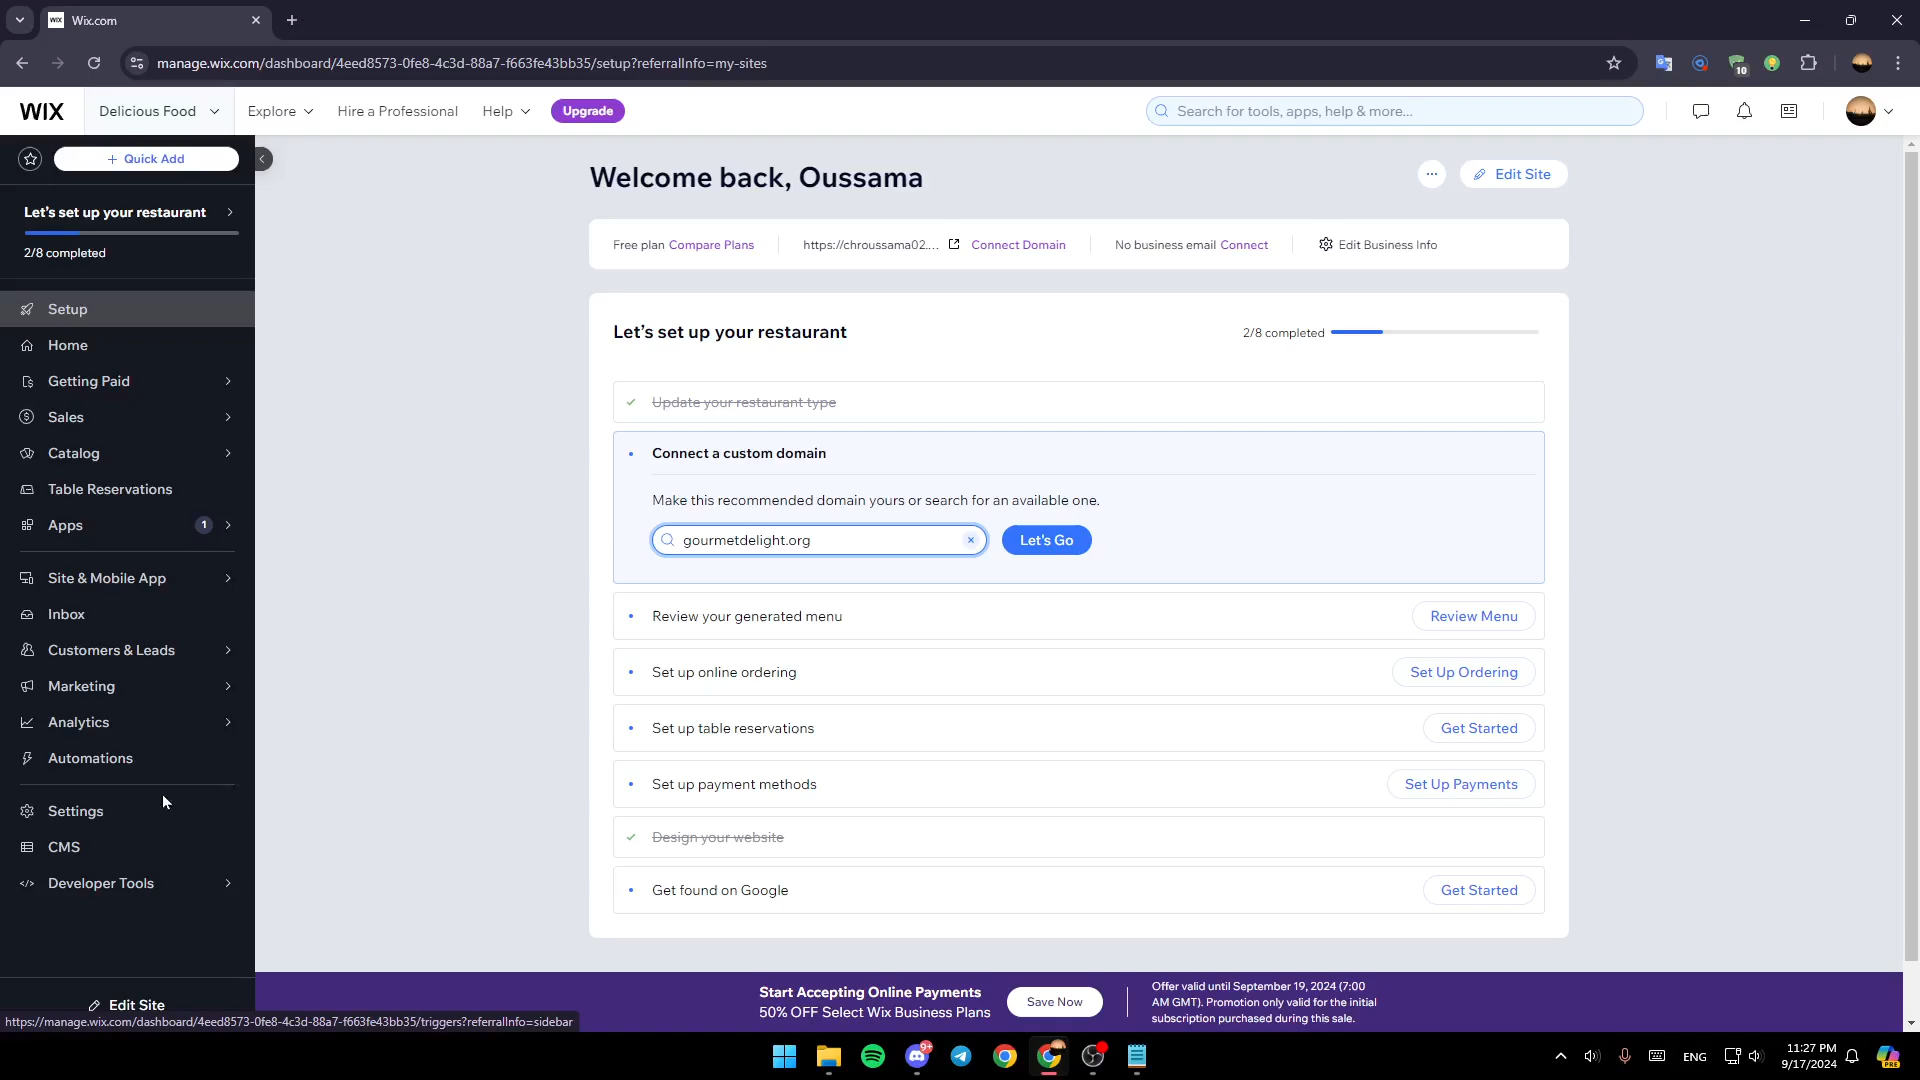 WIX Wix.com
manage.wix.com/dashboard/4eed8573-0fe8-4c3d-88a7-f663fe43bb35/setup?referralInfo=my-sites
10
WIX Delicious Food Explore Hire a Professional Help Upgrade Search for tools, apps, help & more...
+ Quick Add
Let's set up your restaurant
2/8 completed
Setup
Home
Getting Paid
Sales
Catalog
Table Reservations
Apps 1
Site & Mobile App
Inbox
Customers & Leads
Marketing
Analytics
Automations
Settings
CMS
Developer Tools
Edit Site
https://manage.wix.com/dashboard/4eed8573-0fe8-4c3d-88a7-f663fe43bb35/triggers?referralInfo=sidebar
Welcome back, Oussama
... Edit Site
Free plan Compare Plans https://chroussama02.... Connect Domain No business email Connect Edit Business Info
Let's set up your restaurant 2/8 completed
Update your restaurant type
Connect a custom domain
Make this recommended domain yours or search for an available one.
gourmetdelight.org Let's Go
Review your generated menu Review Menu
Set up online ordering Set Up Ordering
Set up table reservations Get Started
Set up payment methods Set Up Payments
Design your website
Get found on Google Get Started
Start Accepting Online Payments
50% OFF Select Wix Business Plans
Save Now
Offer valid until September 19, 2024 (7:00
AM GMT). Promotion only valid for the initial
subscription purchased during this sale.
9+
ENG
11:27 PM
9/17/2024
PRE